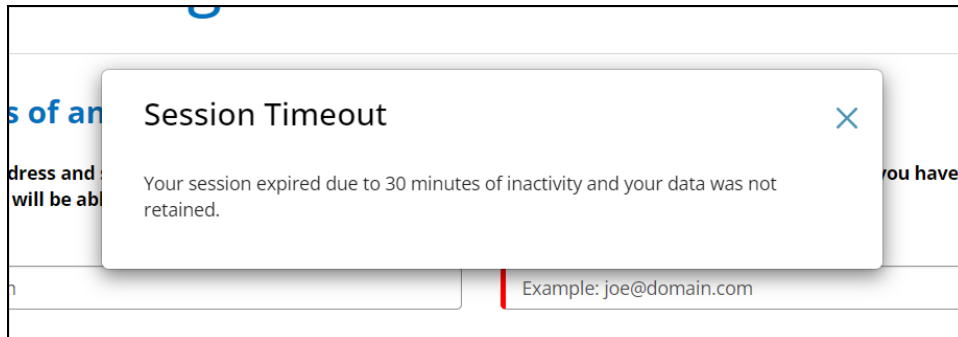 s of an
Session Timeout
dress and
Your session expired due to 30 minutes of inactivity and your data was not
you have
will be abl
retained.
Example: joe@domain.com